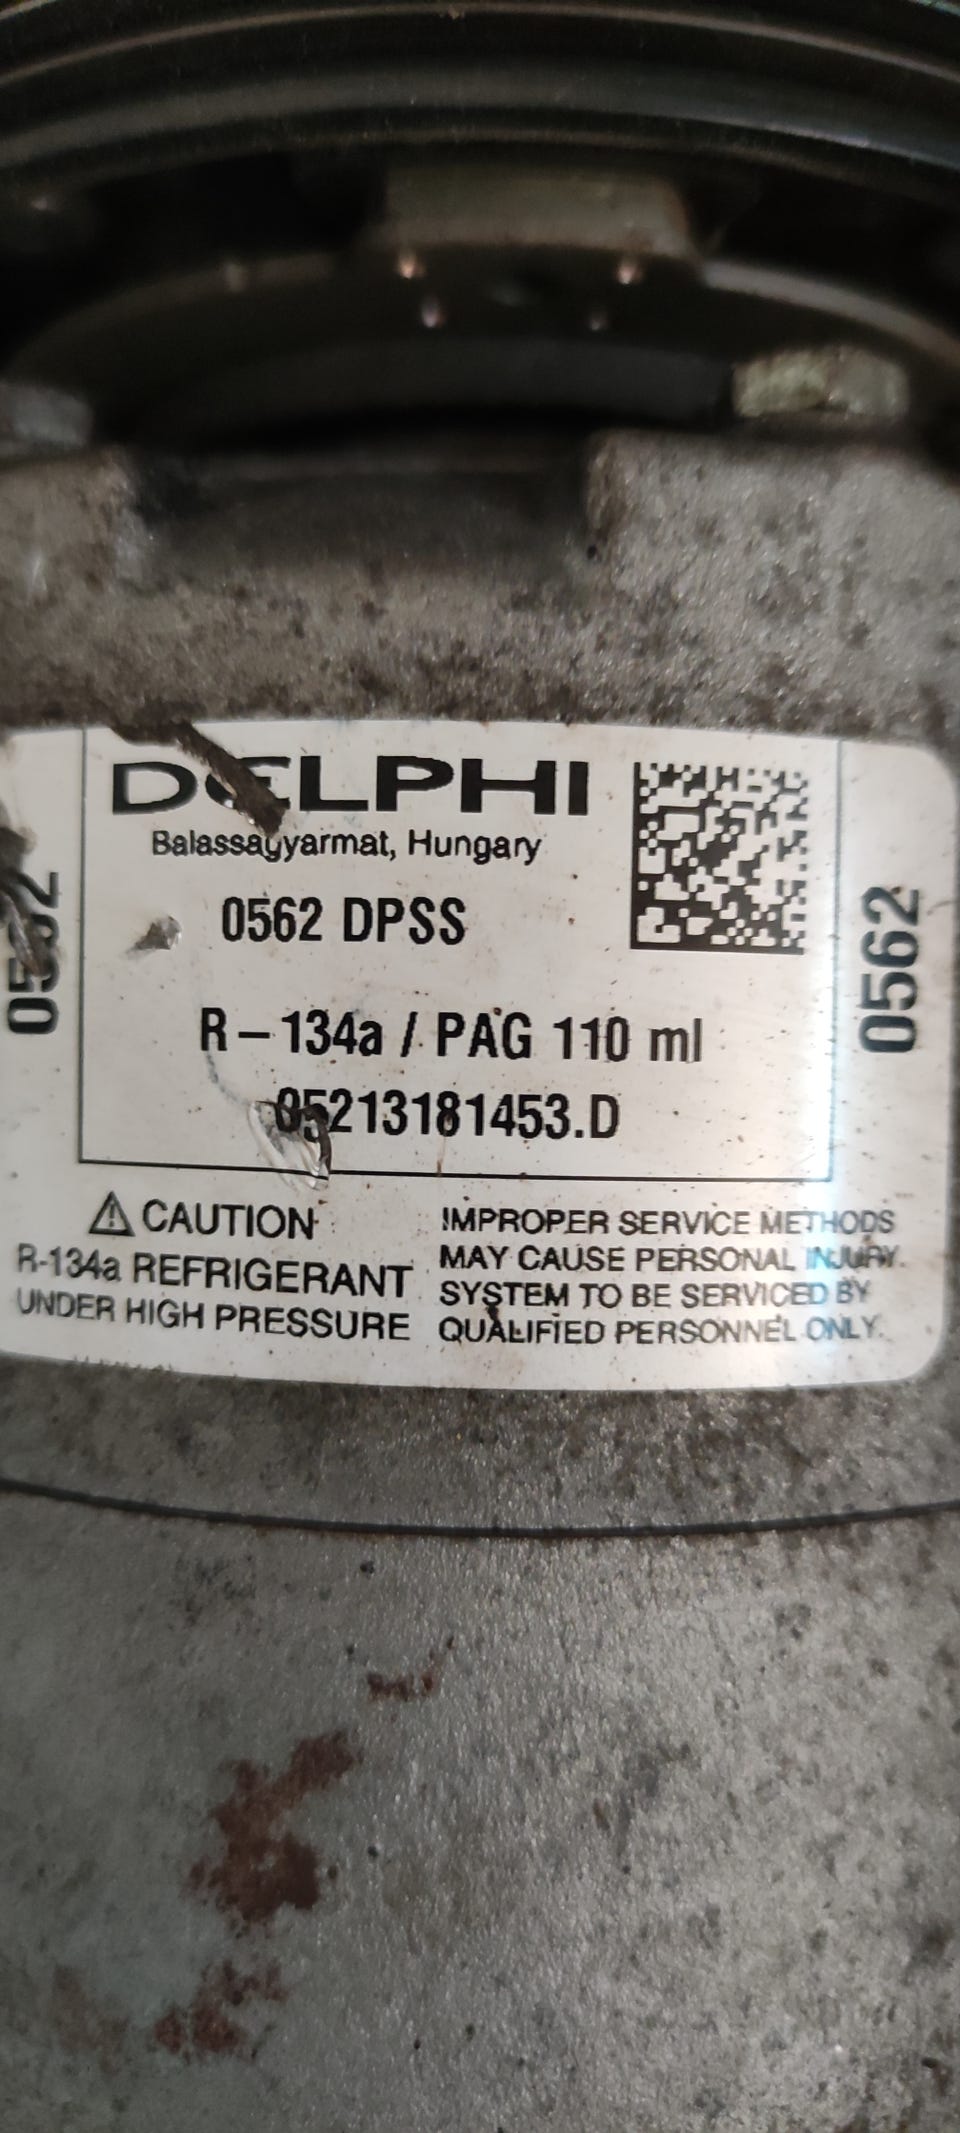 DELPHI
Balassagyarmat, Hungary
0562 DPSS
R-134a / PAG 110 ml
05213181453.D
0562
0562
CAUTION
R-134a REFRIGERANT
UNDER HIGH PRESSURE
IMPROPER SERVICE METHODS
MAY CAUSE PERSONAL INJURY.
SYSTEM TO BE SERVICED BY
QUALIFIED PERSONNEL ONLY.